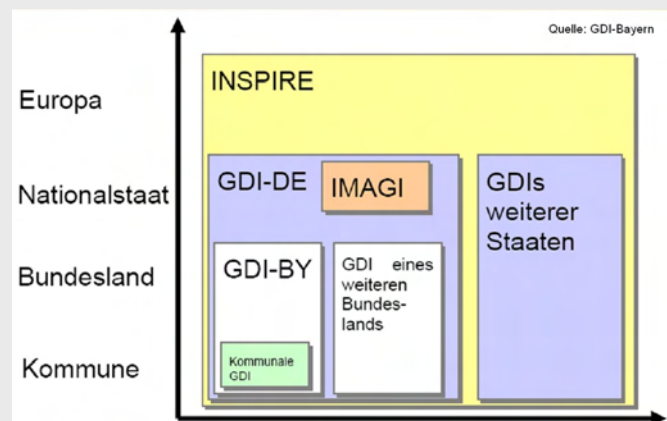 Quelle: GDI-Bayern
Europa
INSPIRE
Nationalstaat
GDI-DE
IMAGI
GDIs
weiterer
Staaten
Bundesland
GDI-BY
GDI eines
weiteren
Bundes-
lands
Kommune
Kommunale
GDI